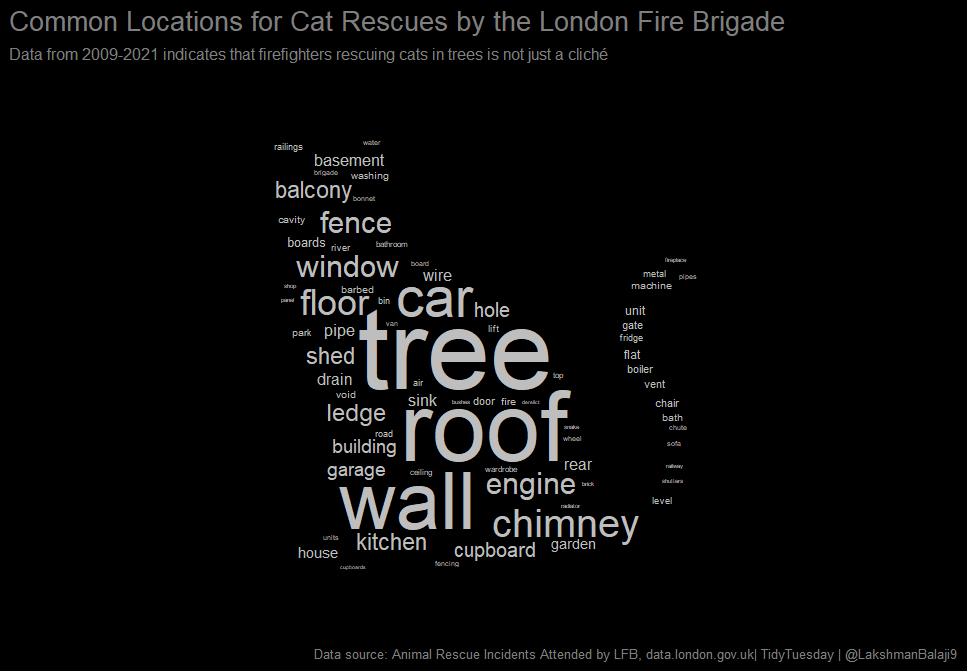 Common Locations for Cat Rescues by the London Fire Brigade
Data from 2009-2021 indicates that firefighters rescuing cats in trees is not just a cliché
water
railings
basement
brigade
washing
balcony
bonnet
cavity
fence
boards
river
bathroom
fireplace
window
board
wire
metal
pipes
shop
barbed
machine
panel
floor
bin
car
hole
unit
van
lift
gate
park
pipe
fridge
tree
shed
flat
boiler
drain
air
top
vent
void
sink
bushes
door
fire
derelict
chair
ledge
bath
road
roof
snake
chute
wheel
building
sofa
garage
ceiling
wardrobe
rear
railway
engine
brick
shutters
wall
radiator
level
chimney
units
kitchen
house
cupboard
garden
cupboards
fencing
Data source: Animal Rescue Incidents Attended by LFB, data.london.gov.uk| TidyTuesday | @LakshmanBalaji9